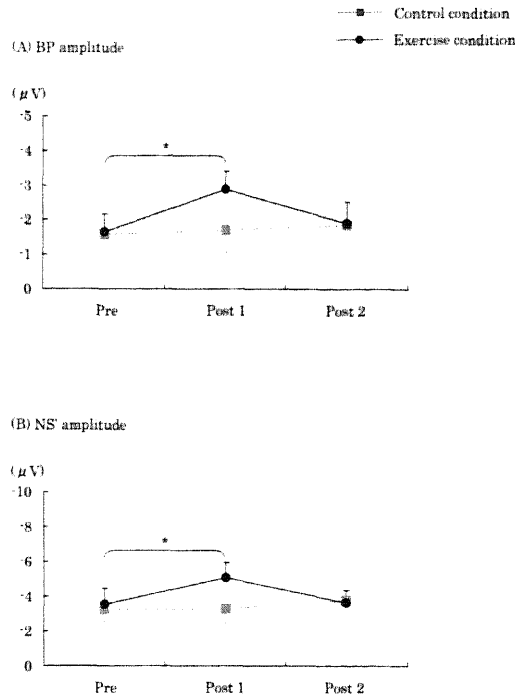 Control condition
Exercise condition
(A) BP amplitude
(μV)
-5
*
-4
-3
-2
-1
0
Pre Post 1 Post 2
(B) NS' amplitude
(μV)
-10
-8
*
-6
-4
-2
0
Pre Post 1 Post 2